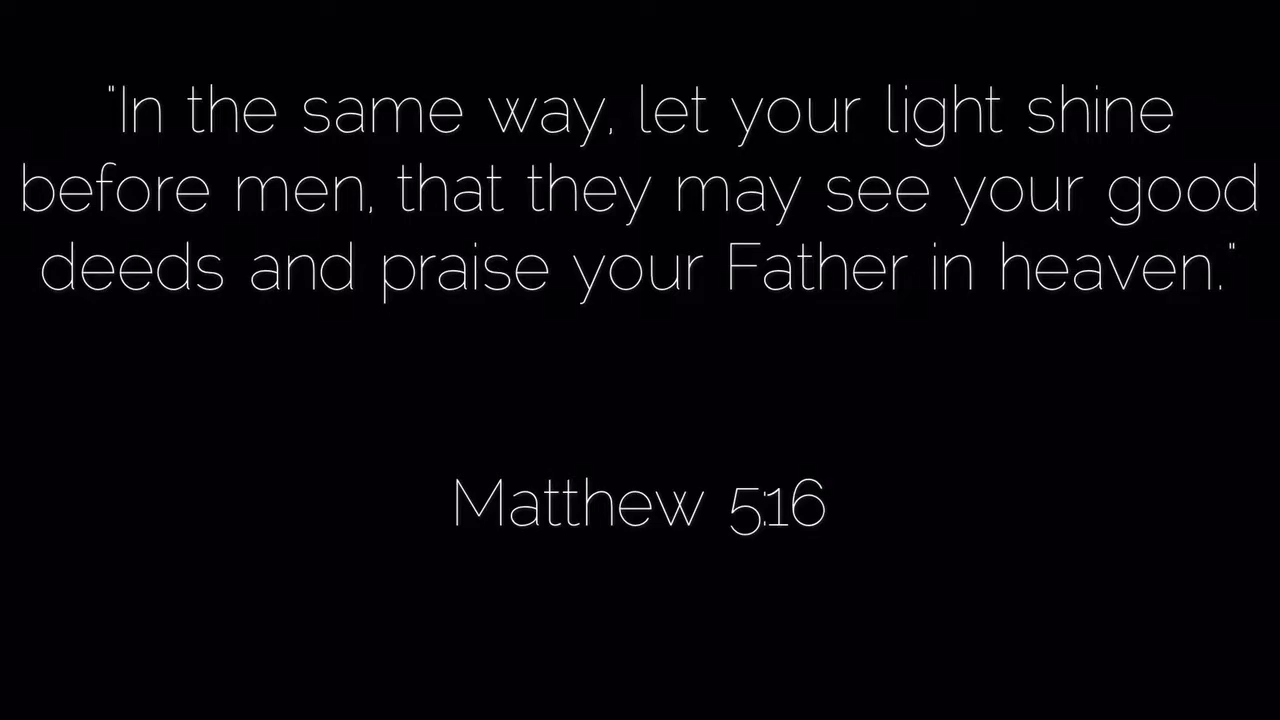 "In the same way, let your light shine
before men, that they may see your good
deeds and praise your Father in heaven."
Matthew 5:16